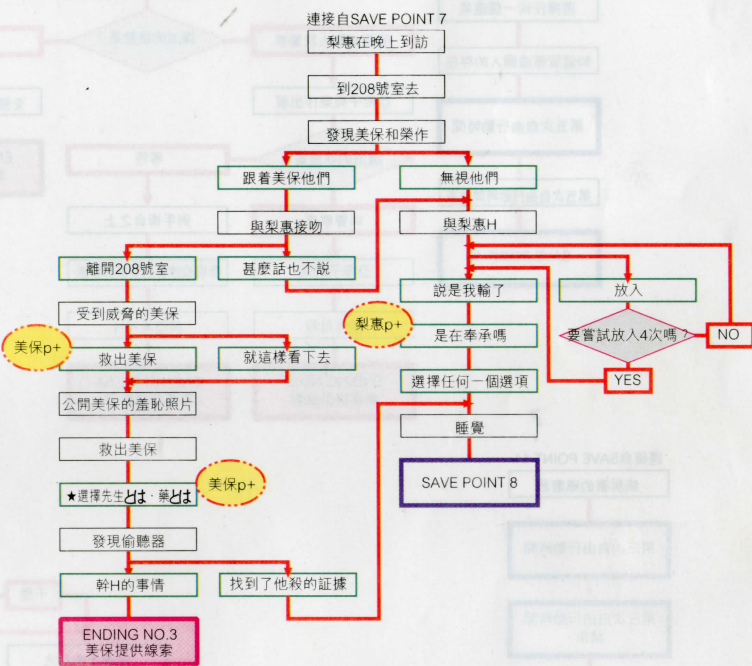 連接自SAVE POINT 7
梨惠在晚上到訪
到208號室去
發現美保和榮作
跟着美保他們
無視他們
與梨惠接吻
與梨惠H
離開208號室
甚麼話也不說
受到威脅的美保
美保p+
救出美保
就這樣看下去
公開美保的羞恥照片
救出美保
★選擇先生とは・藥とは
美保p+
發現偷聽器
幹H的事情
找到了他殺的証據
ENDING NO.3
美保提供線索
說是我輸了
放入
梨惠p+
是在奉承嗎
要嘗試放入4次嗎？
NO
YES
選擇任何一個選項
睡覺
SAVE POINT 8